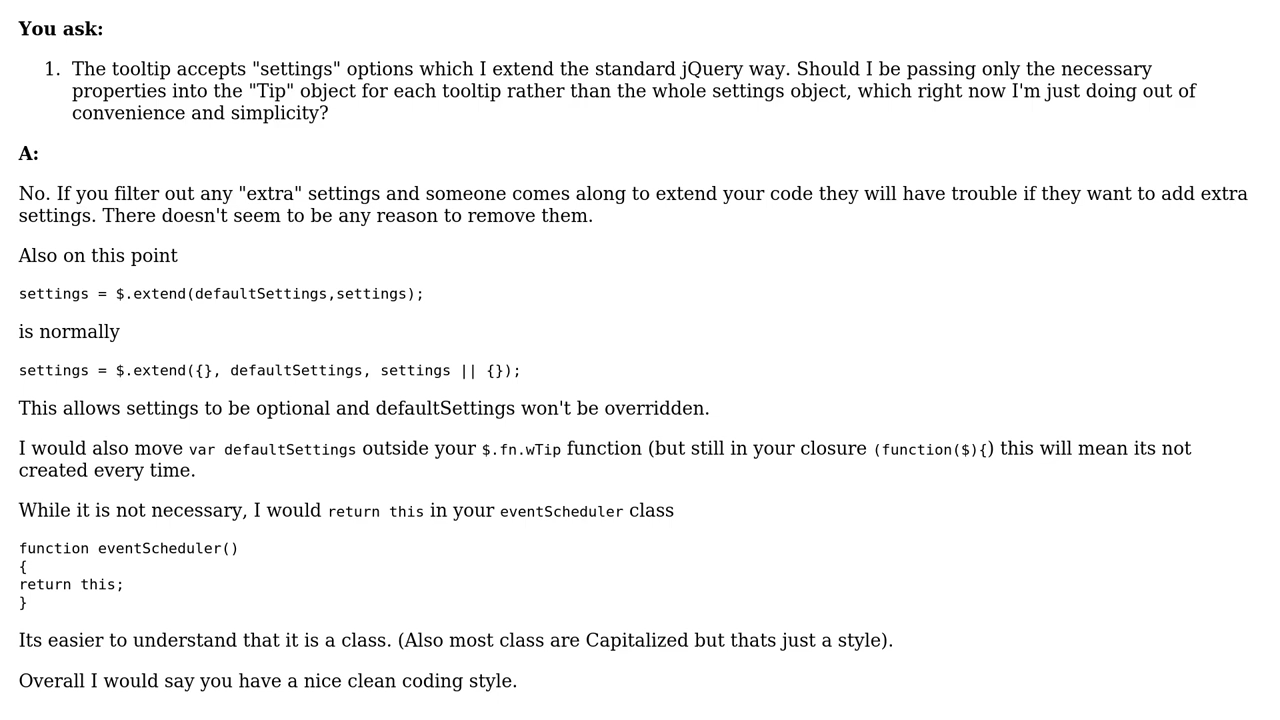 You ask:
1. The tooltip accepts "settings" options which I extend the standard jQuery way. Should I be passing only the necessary
properties into the "Tip" object for each tooltip rather than the whole settings object, which right now I'm just doing out of
convenience and simplicity?
A:
No. If you filter out any "extra" settings and someone comes along to extend your code they will have trouble if they want to add extra
settings. There doesn't seem to be any reason to remove them.
Also on this point
settings = $.extend(defaultSettings,settings);
is normally
settings = $.extend({}, defaultSettings, settings || {});
This allows settings to be optional and defaultSettings won't be overridden.
I would also move var defaultSettings outside your $.fn.wTip function (but still in your closure (function($){) this will mean its not
created every time.
While it is not necessary, I would return this in your eventScheduler class
function eventScheduler()
{
return this;
}
Its easier to understand that it is a class. (Also most class are Capitalized but thats just a style).
Overall I would say you have a nice clean coding style.